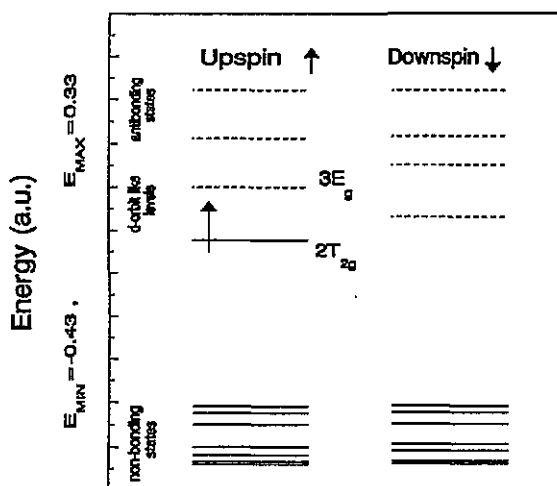 Upspin ↑
Downspin ↓
Energy (a.u.)
E_MAX=0.33
E_MIN=-0.43 ,
antibonding
states
d-orbit like
levels
non-bonding
states
3E_g
2T_2g